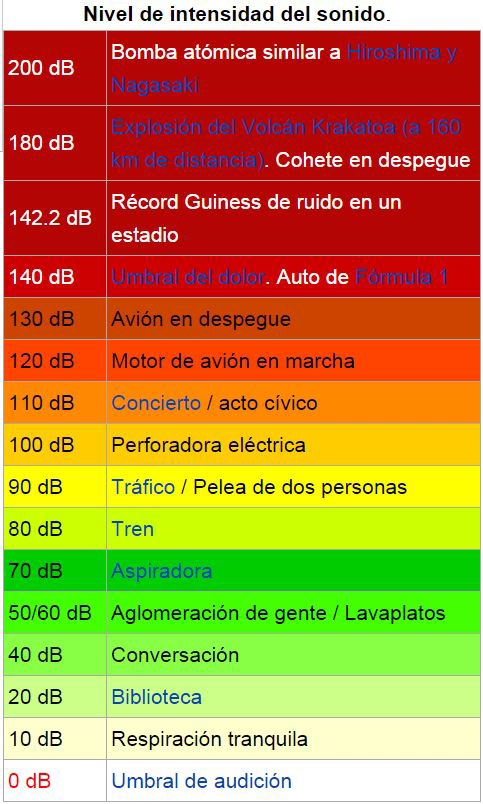 Nivel de intensidad del sonido.
200 dB Bomba atómica similar a Hiroshima y
Nagasaki
180 dB Explosión del Volcán Krakatoa (a 160
km de distancia). Cohete en despegue
142.2 dB Récord Guiness de ruido en un
estadio
140 dB Umbral del dolor. Auto de Fórmula 1
130 dB Avión en despegue
120 dB Motor de avión en marcha
110 dB Concierto / acto cívico
100 dB Perforadora eléctrica
90 dB Tráfico / Pelea de dos personas
80 dB Tren
70 dB Aspiradora
50/60 dB Aglomeración de gente / Lavaplatos
40 dB Conversación
20 dB Biblioteca
10 dB Respiración tranquila
0 dB Umbral de audición